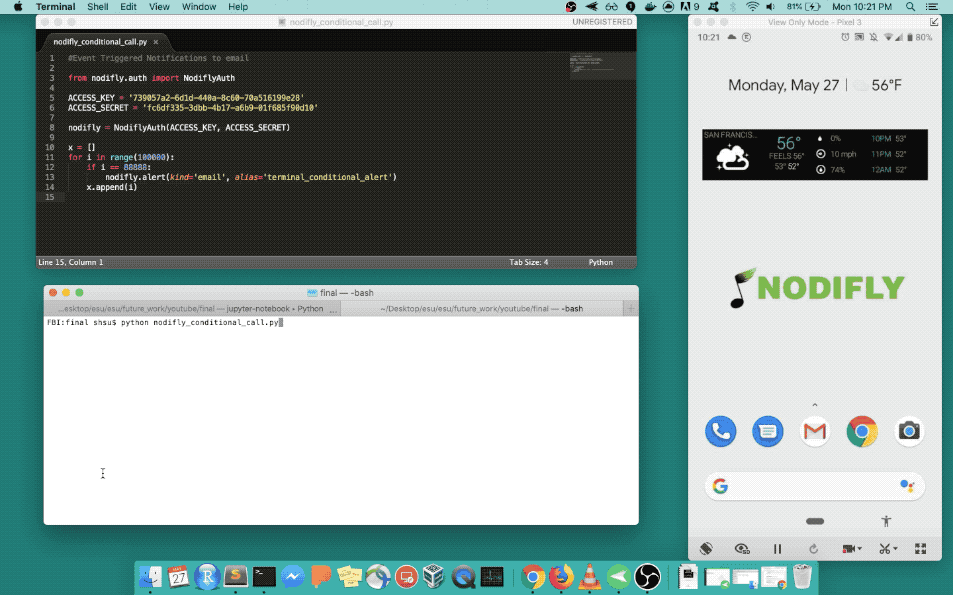 Terminal Shell Edit View Window Help
9 81% Mon 10:21 PM
nodifly_conditional_call.py UNREGISTERED
nodifly_conditional_call.py ×
1 #Event Triggered Notifications to email
2
3 from nodifly.auth import NodiflyAuth
4
5 ACCESS_KEY = '739057a2-6d1d-440a-8c60-70a516199e28'
6 ACCESS_SECRET = 'fc6df335-3dbb-4b17-a6b9-01f685f90d10'
7
8 nodifly = NodiflyAuth(ACCESS_KEY, ACCESS_SECRET)
9
10 x = []
11 for i in range(100000):
12 if i == 88888:
13 nodifly.alert(kind='email', alias='terminal_conditional_alert')
14 x.append(i)
15
Line 15, Column 1 Tab Size: 4 Python
final — -bash
...esktop/esu/esu/future_work/youtube/final — jupyter-notebook • Python ... ~/Desktop/esu/esu/future_work/youtube/final — -bash +
FBI:final shsu$ python nodifly_conditional_call.py
View Only Mode - Pixel 3
10:21 80%
Monday, May 27 | 56°F
SAN FRANCIS...
56°
FEELS 56°
53° 52°
0%
10 mph
74%
10PM 53°
11PM 52°
12AM 52°
NODIFLY
27